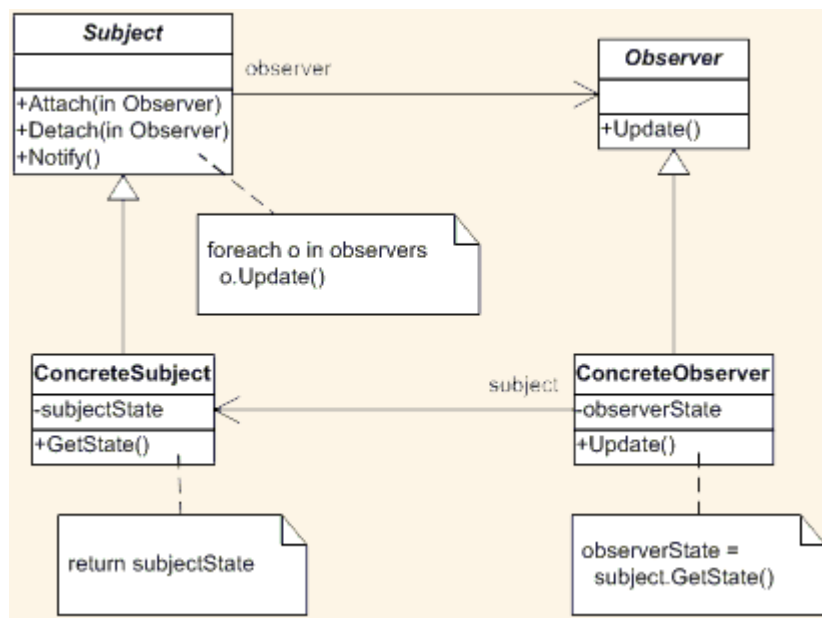 Subject
+Attach(in Observer)
+Detach(in Observer)
+Notify()
observer
Observer
+Update()
foreach o in observers
o.Update()
ConcreteSubject
-subjectState
+GetState()
subject
ConcreteObserver
-observerState
+Update()
return subjectState
observerState =
subject.GetState()